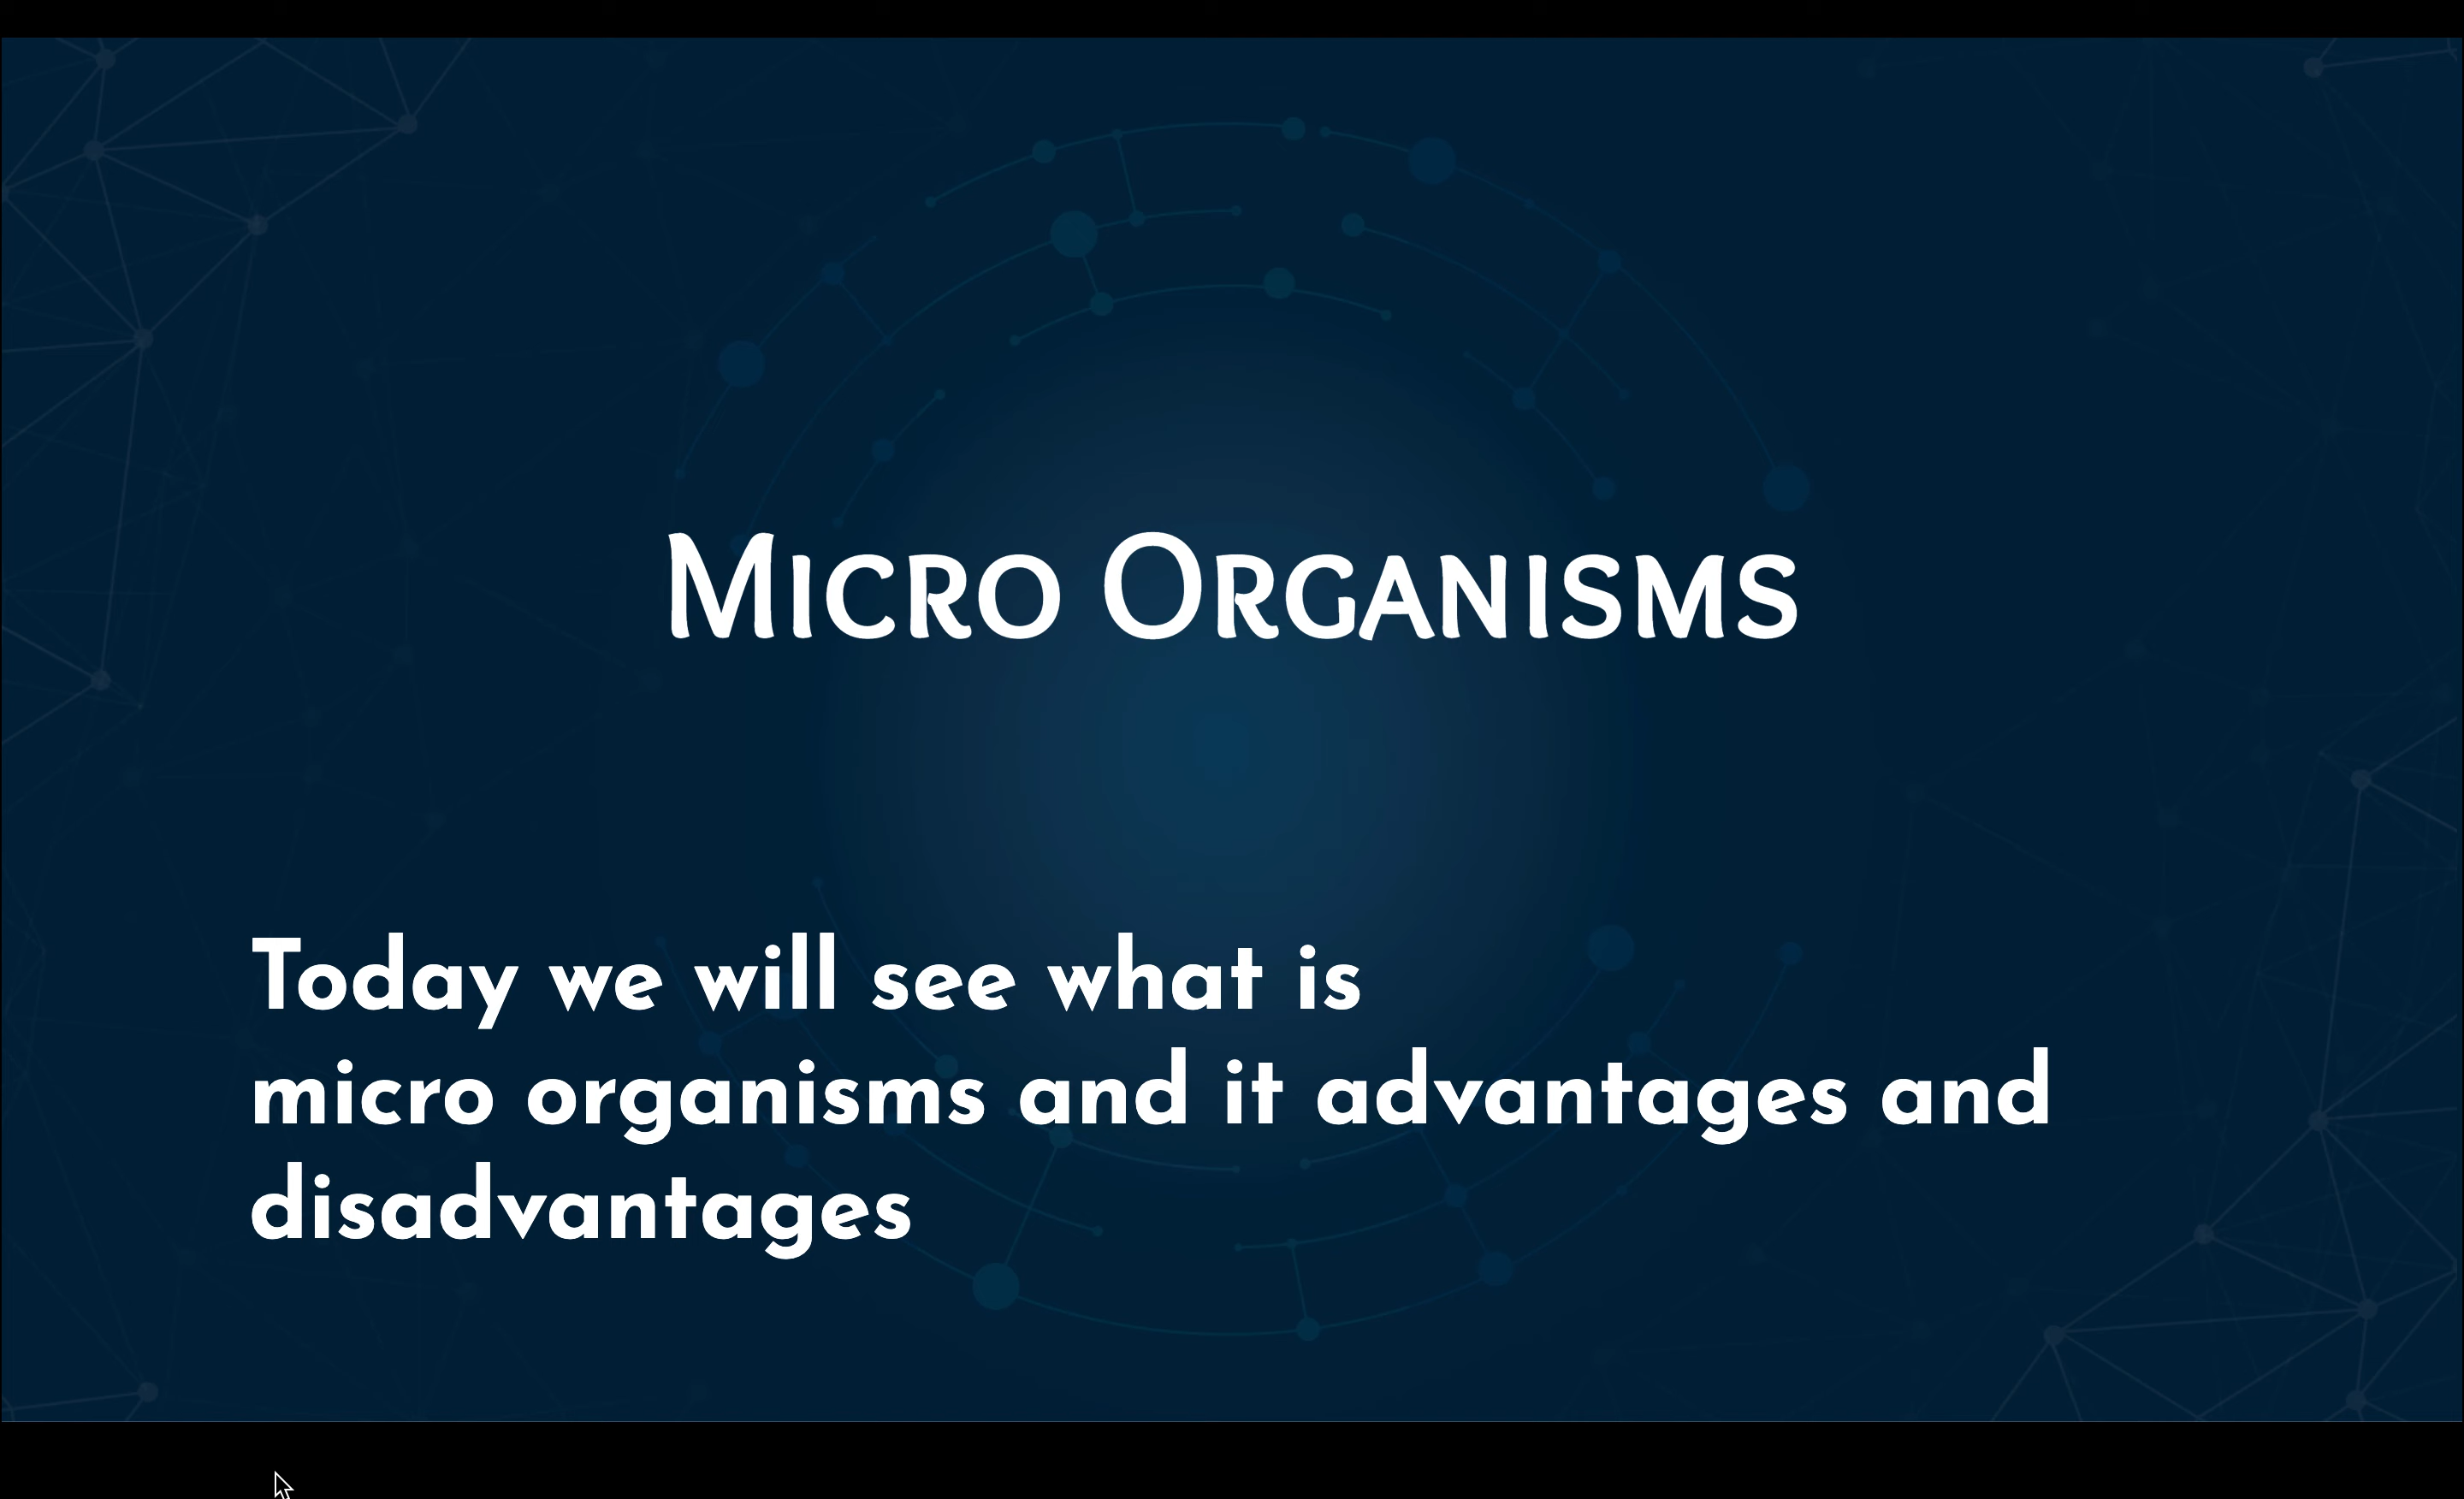 Micro Organisms
Today we will see what is
micro organisms and it advantages and
disadvantages